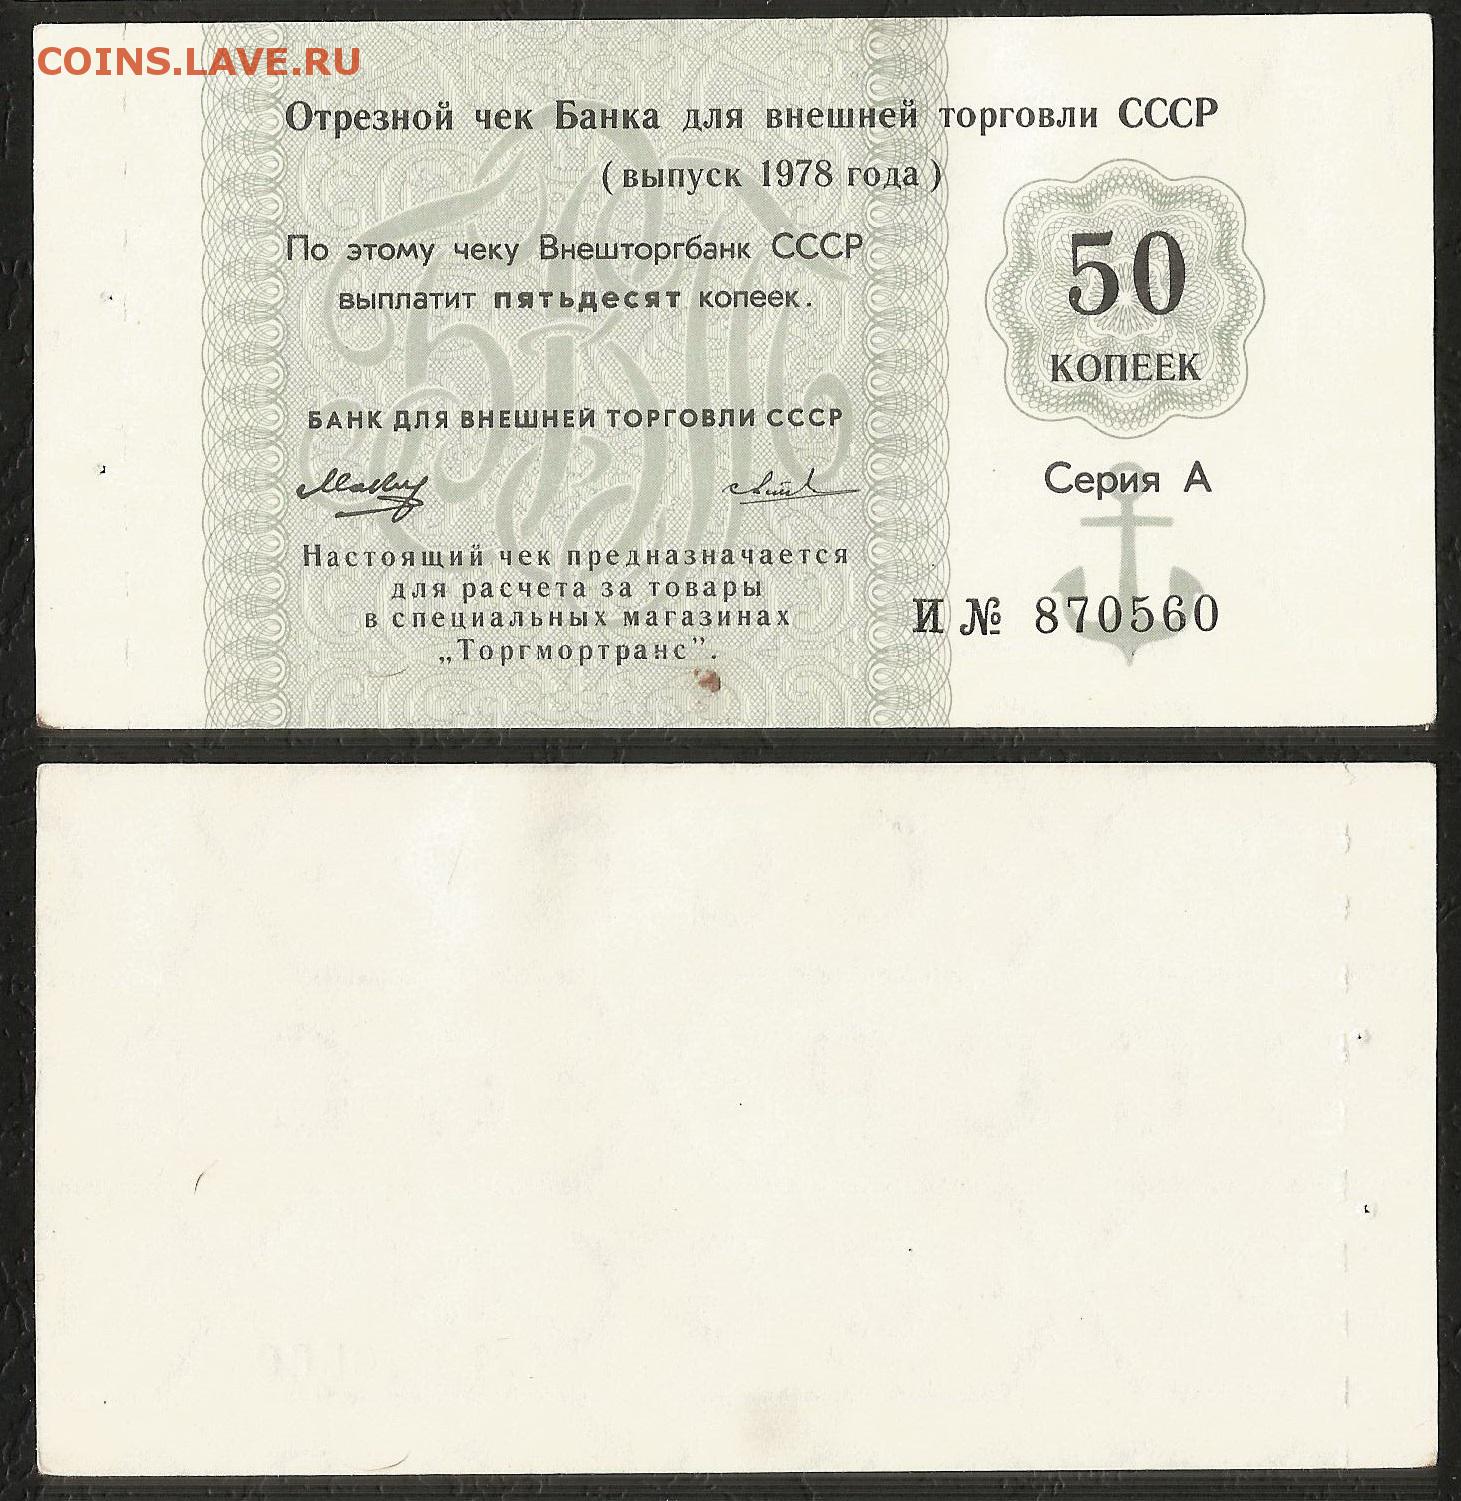 COINS.LAVE.RU
Отрезной чек Банка для внешней торговли СССР
(выпуск 1978 года)
По этому чеку Внешторгбанк СССР
выплатит пятьдесят копеек.
50
КОПЕЕК
БАНК ДЛЯ ВНЕШНЕЙ ТОРГОВЛИ СССР
Серия А
Настоящий чек предназначается
для расчета за товары
в специальных магазинах
„Торгмортранс”.
И № 870560